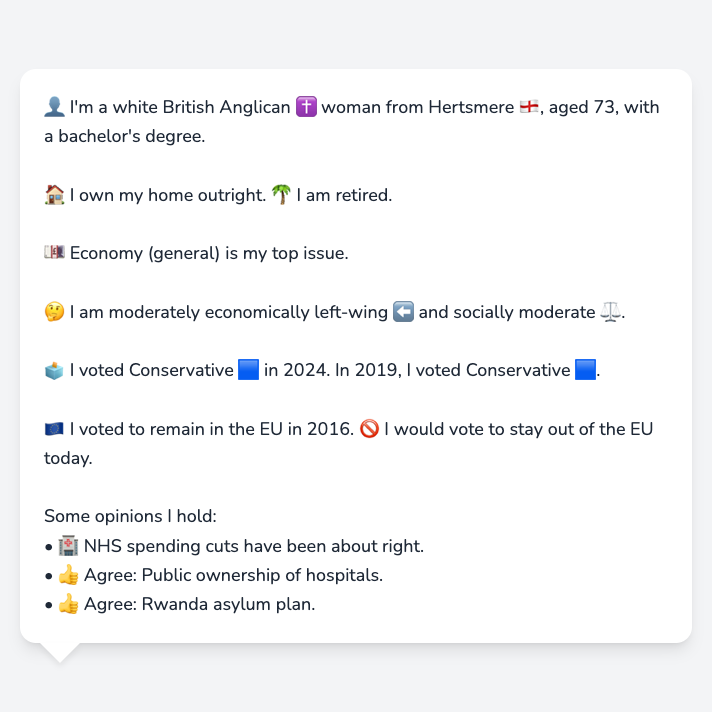 👤 I'm a white British Anglican ✝️ woman from Hertsmere 🏴󠁧󠁢󠁥󠁮󠁧󠁿, aged 73, with
a bachelor's degree.
🏠 I own my home outright. 🌴 I am retired.
💷 Economy (general) is my top issue.
🤔 I am moderately economically left-wing ⬅️ and socially moderate ⚖️.
🗳️ I voted Conservative 🟦 in 2024. In 2019, I voted Conservative 🟦.
🇪🇺 I voted to remain in the EU in 2016. 🚫 I would vote to stay out of the EU
today.
Some opinions I hold:
• 🏥 NHS spending cuts have been about right.
• 👍 Agree: Public ownership of hospitals.
• 👍 Agree: Rwanda asylum plan.